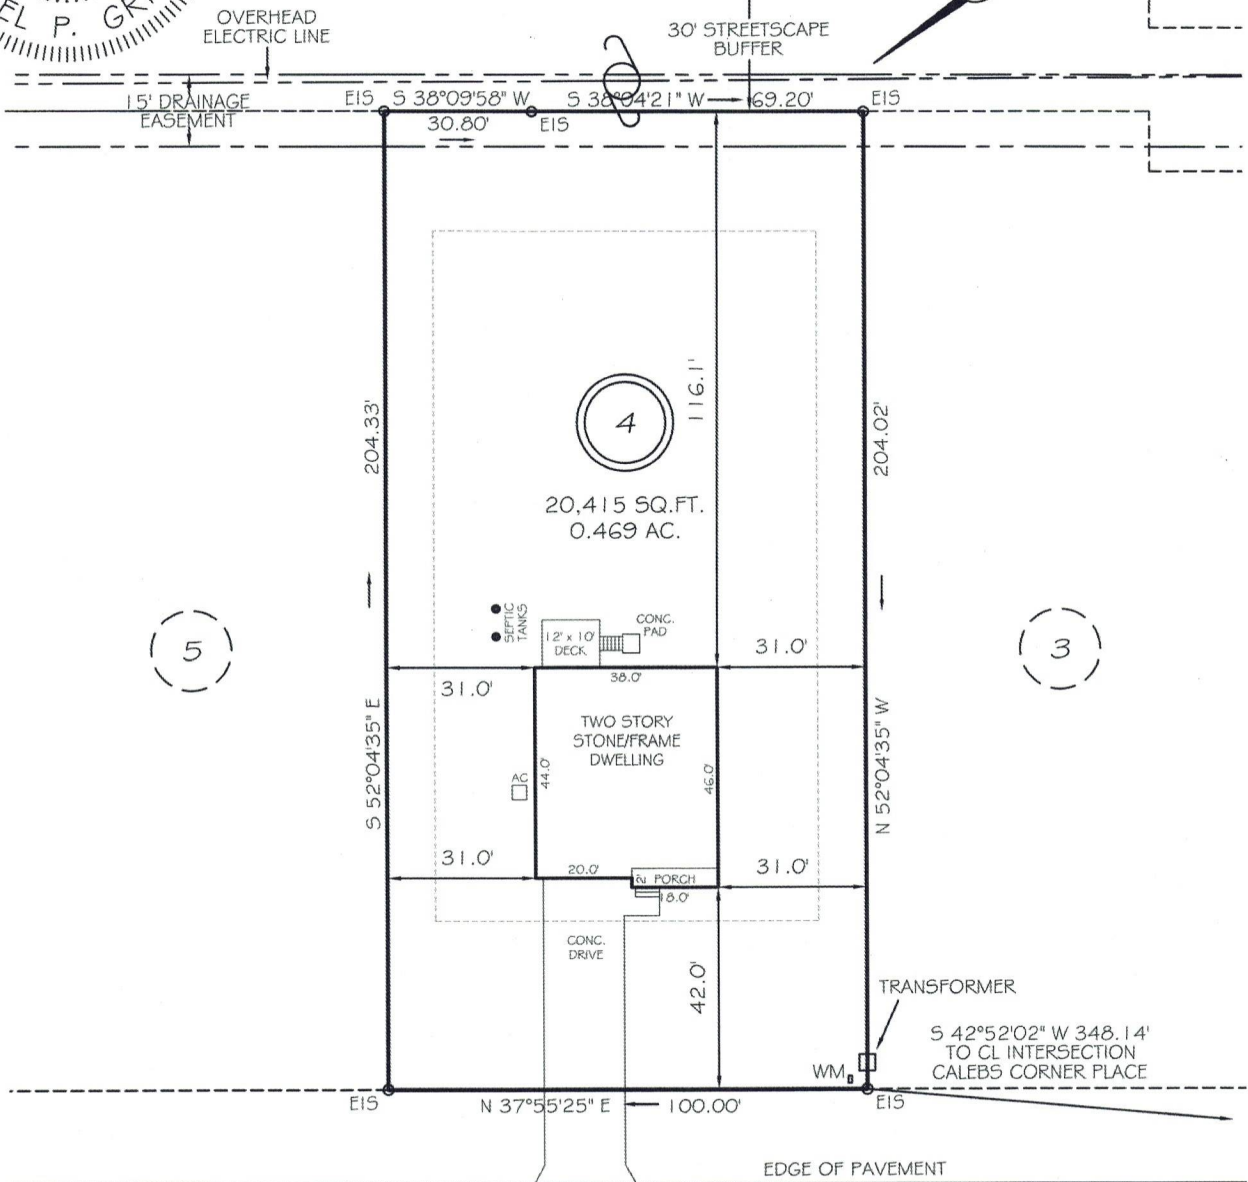 EL P. GR
OVERHEAD
ELECTRIC LINE
30' STREETSCAPE
BUFFER
15' DRAINAGE
EASEMENT
EIS
S 38°09'58" W
S 38°04'21" W
69.20'
EIS
30.80'
EIS
116.1'
204.33'
204.02'
4
20,415 SQ.FT.
0.469 AC.
SEPTIC
TANKS
12' x 10'
DECK
CONC.
PAD
5
3
31.0'
31.0'
38.0'
TWO STORY
STONE/FRAME
DWELLING
S 52°04'35" E
N 52°04'35" W
AC
44.0'
46.0'
31.0'
31.0'
20.0'
2'
PORCH
18.0'
CONC.
DRIVE
42.0'
TRANSFORMER
S 42°52'02" W 348.14'
TO CL INTERSECTION
CALEBS CORNER PLACE
WM
EIS
N 37°55'25" E
100.00'
EIS
EDGE OF PAVEMENT